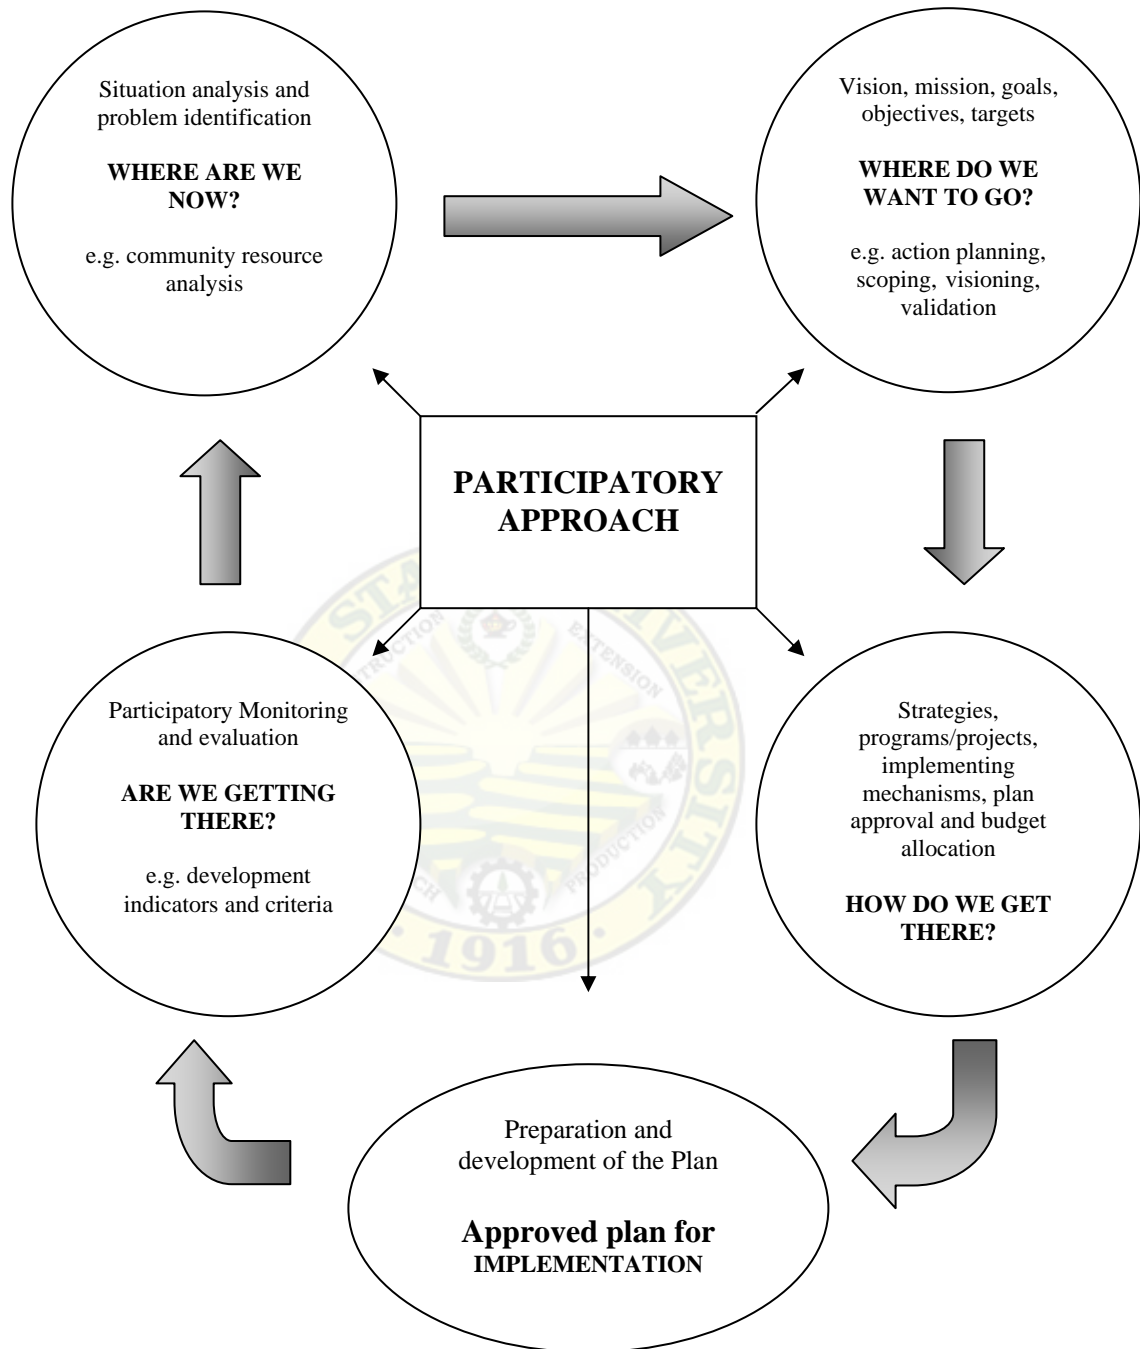 Situation analysis and
problem identification
WHERE ARE WE
NOW?
e.g. community resource
analysis
Vision, mission, goals,
objectives, targets
WHERE DO WE
WANT TO GO?
e.g. action planning,
scoping, visioning,
validation
PARTICIPATORY
APPROACH
Participatory Monitoring
and evaluation
ARE WE GETTING
THERE?
e.g. development
indicators and criteria
Strategies,
programs/projects,
implementing
mechanisms, plan
approval and budget
allocation
HOW DO WE GET
THERE?
Preparation and
development of the Plan
Approved plan for
IMPLEMENTATION
EXTENSION
PRODUCTION
1916